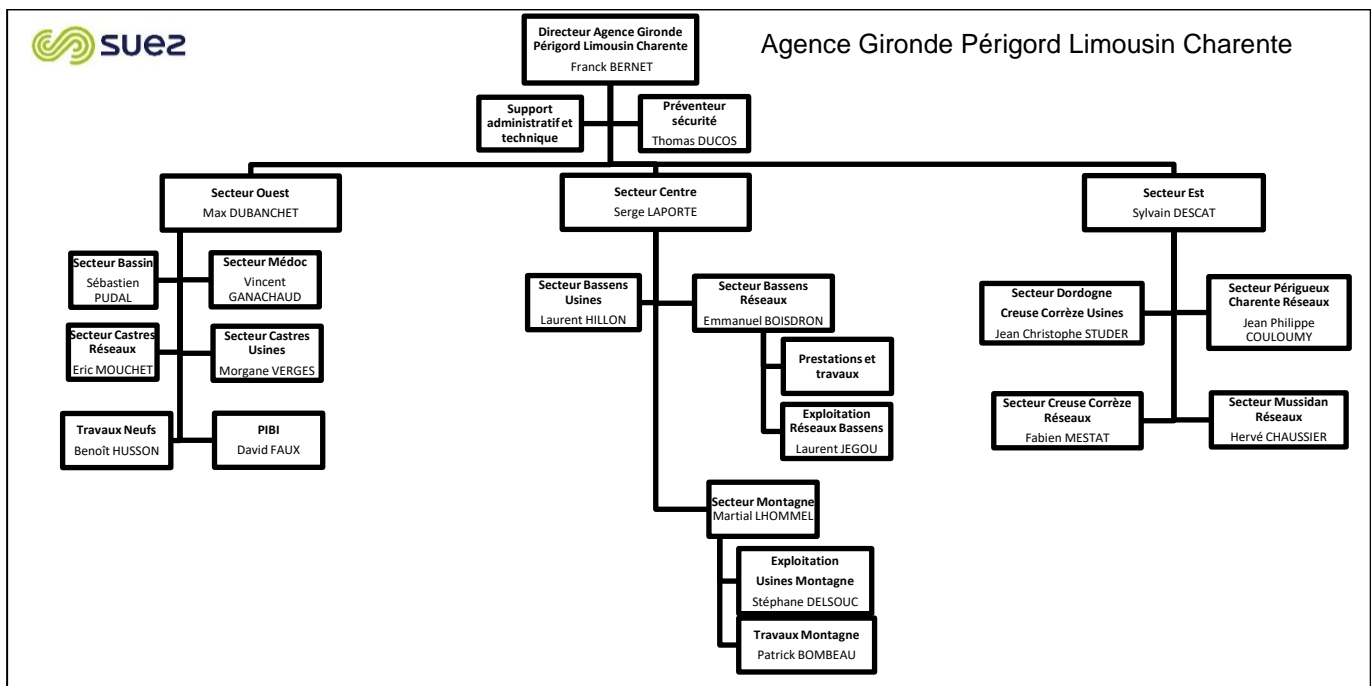 suez
Agence Gironde Périgord Limousin Charente
Directeur Agence Gironde
Périgord Limousin Charente
Franck BERNET
Support
administratif et
technique
Préventeur
sécurité
Thomas DUCOS
Secteur Ouest
Max DUBANCHET
Secteur Centre
Serge LAPORTE
Secteur Est
Sylvain DESCAT
Secteur Bassin
Sébastien
PUDAL
Secteur Médoc
Vincent
GANACHAUD
Secteur Castres
Réseaux
Eric MOUCHET
Secteur Castres
Usines
Morgane VERGES
Travaux Neufs
Benoît HUSSON
PIBI
David FAUX
Secteur Bassens
Usines
Laurent HILLON
Secteur Bassens
Réseaux
Emmanuel BOISDRON
Prestations et
travaux
Exploitation
Réseaux Bassens
Laurent JEGOU
Secteur Montagne
Martial LHOMMEL
Exploitation
Usines Montagne
Stéphane DELSOUC
Travaux Montagne
Patrick BOMBEAU
Secteur Dordogne
Creuse Corrèze Usines
Jean Christophe STUDER
Secteur Périgueux
Charente Réseaux
Jean Philippe
COULOUMY
Secteur Creuse Corrèze
Réseaux
Fabien MESTAT
Secteur Mussidan
Réseaux
Hervé CHAUSSIER